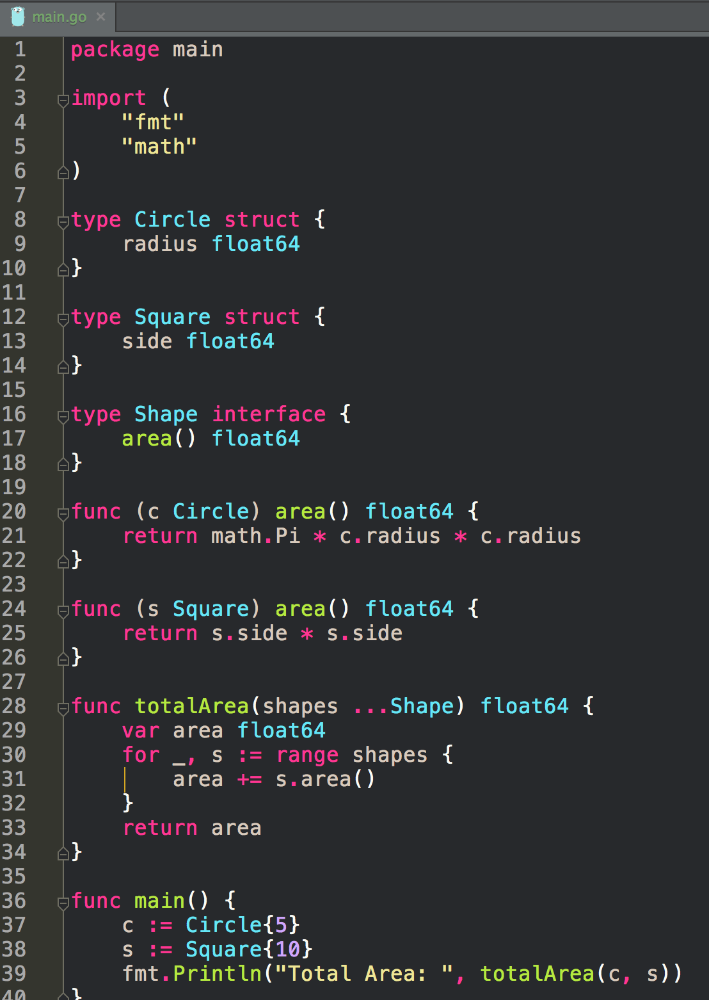 main.go ×
1 package main
2
3 import (
4     "fmt"
5     "math"
6 )
7
8 type Circle struct {
9     radius float64
10 }
11
12 type Square struct {
13     side float64
14 }
15
16 type Shape interface {
17     area() float64
18 }
19
20 func (c Circle) area() float64 {
21     return math.Pi * c.radius * c.radius
22 }
23
24 func (s Square) area() float64 {
25     return s.side * s.side
26 }
27
28 func totalArea(shapes ...Shape) float64 {
29     var area float64
30     for _, s := range shapes {
31         area += s.area()
32     }
33     return area
34 }
35
36 func main() {
37     c := Circle{5}
38     s := Square{10}
39     fmt.Println("Total Area: ", totalArea(c, s))
40 }